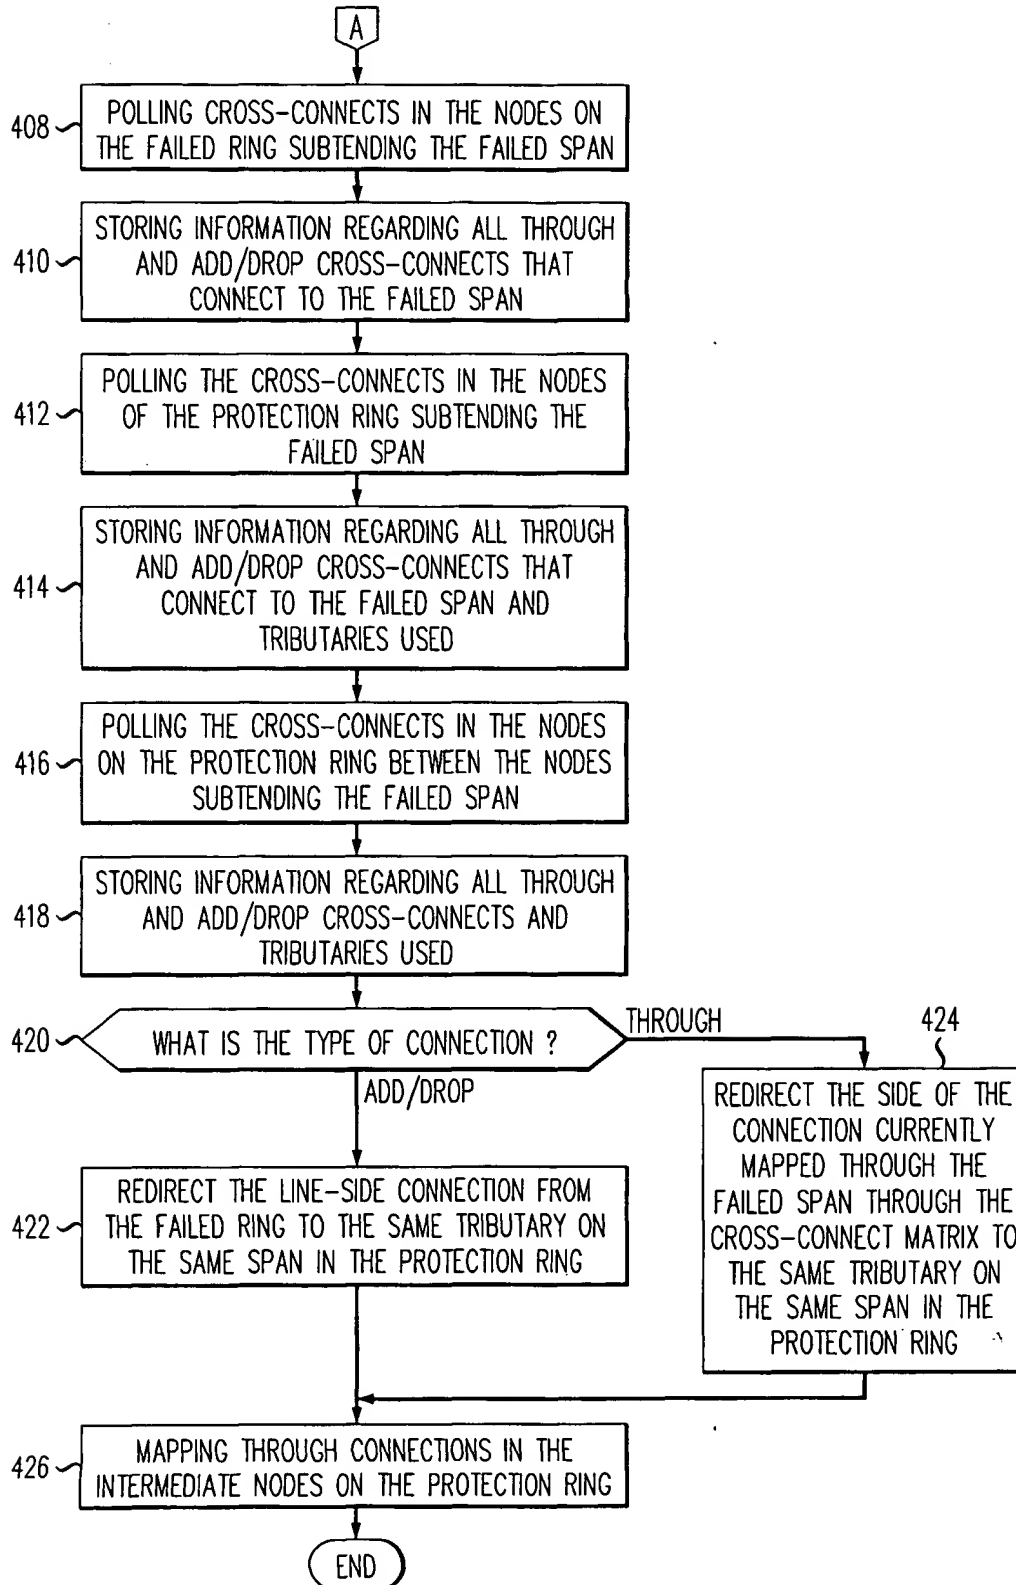 A
408
POLLING CROSS-CONNECTS IN THE NODES ON
THE FAILED RING SUBTENDING THE FAILED SPAN
410
STORING INFORMATION REGARDING ALL THROUGH
AND ADD/DROP CROSS-CONNECTS THAT
CONNECT TO THE FAILED SPAN
412
POLLING THE CROSS-CONNECTS IN THE NODES
OF THE PROTECTION RING SUBTENDING THE
FAILED SPAN
414
STORING INFORMATION REGARDING ALL THROUGH
AND ADD/DROP CROSS-CONNECTS THAT
CONNECT TO THE FAILED SPAN AND
TRIBUTARIES USED
416
POLLING THE CROSS-CONNECTS IN THE NODES
ON THE PROTECTION RING BETWEEN THE NODES
SUBTENDING THE FAILED SPAN
418
STORING INFORMATION REGARDING ALL THROUGH
AND ADD/DROP CROSS-CONNECTS AND
TRIBUTARIES USED
420
WHAT IS THE TYPE OF CONNECTION ?
THROUGH
ADD/DROP
424
REDIRECT THE SIDE OF THE
CONNECTION CURRENTLY
MAPPED THROUGH THE
FAILED SPAN THROUGH THE
CROSS-CONNECT MATRIX TO
THE SAME TRIBUTARY ON
THE SAME SPAN IN THE
PROTECTION RING
422
REDIRECT THE LINE-SIDE CONNECTION FROM
THE FAILED RING TO THE SAME TRIBUTARY ON
THE SAME SPAN IN THE PROTECTION RING
426
MAPPING THROUGH CONNECTIONS IN THE
INTERMEDIATE NODES ON THE PROTECTION RING
END